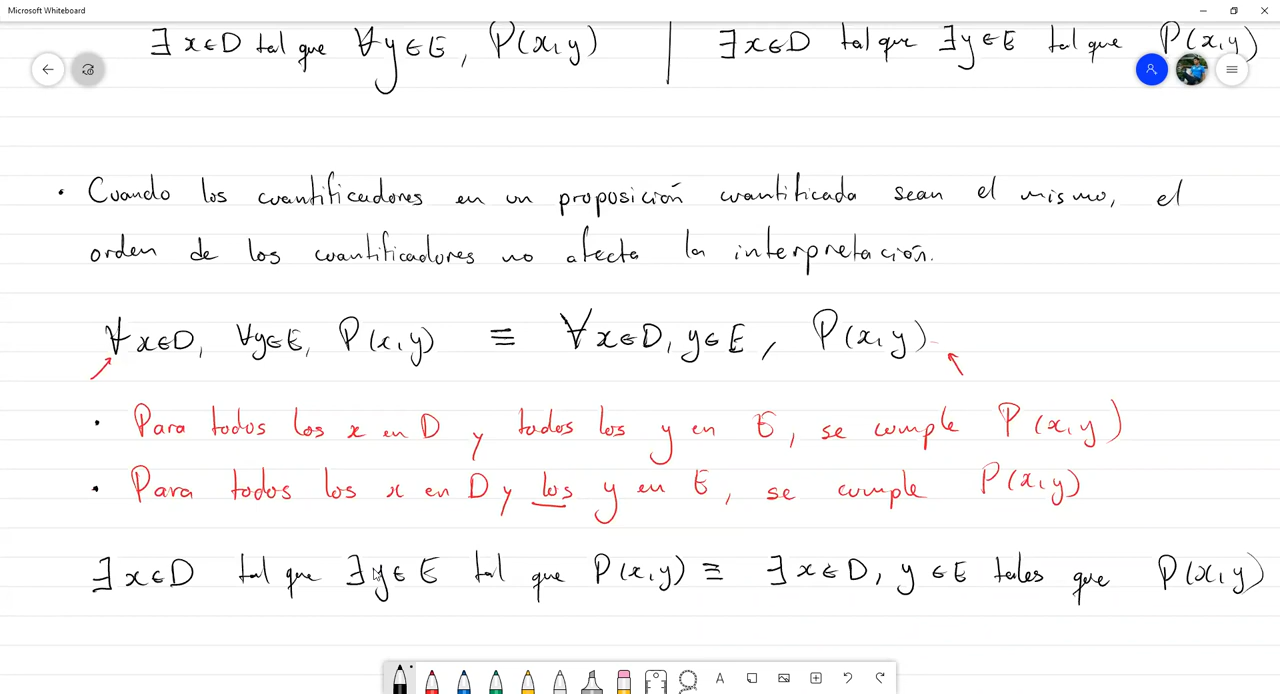 Microsoft Whiteboard
∃ x∈D tal que ∀y∈E, P(x,y) | ∃ x∈D tal que ∃y∈E tal que P(x,y)
• Cuando los cuantificadores en un proposición cuantificada sean el mismo, el
orden de los cuantificadores no afecta la interpretación.
∀x∈D, ∀y∈E, P(x,y) ≡ ∀x∈D, y∈E, P(x,y)
• Para todos los x en D y todos los y en E, se cumple P(x,y)
• Para todos los x en D y los y en E, se cumple P(x,y)
∃ x∈D tal que ∃y∈E tal que P(x,y) ≡ ∃ x∈D, y∈E tales que P(x,y)
A